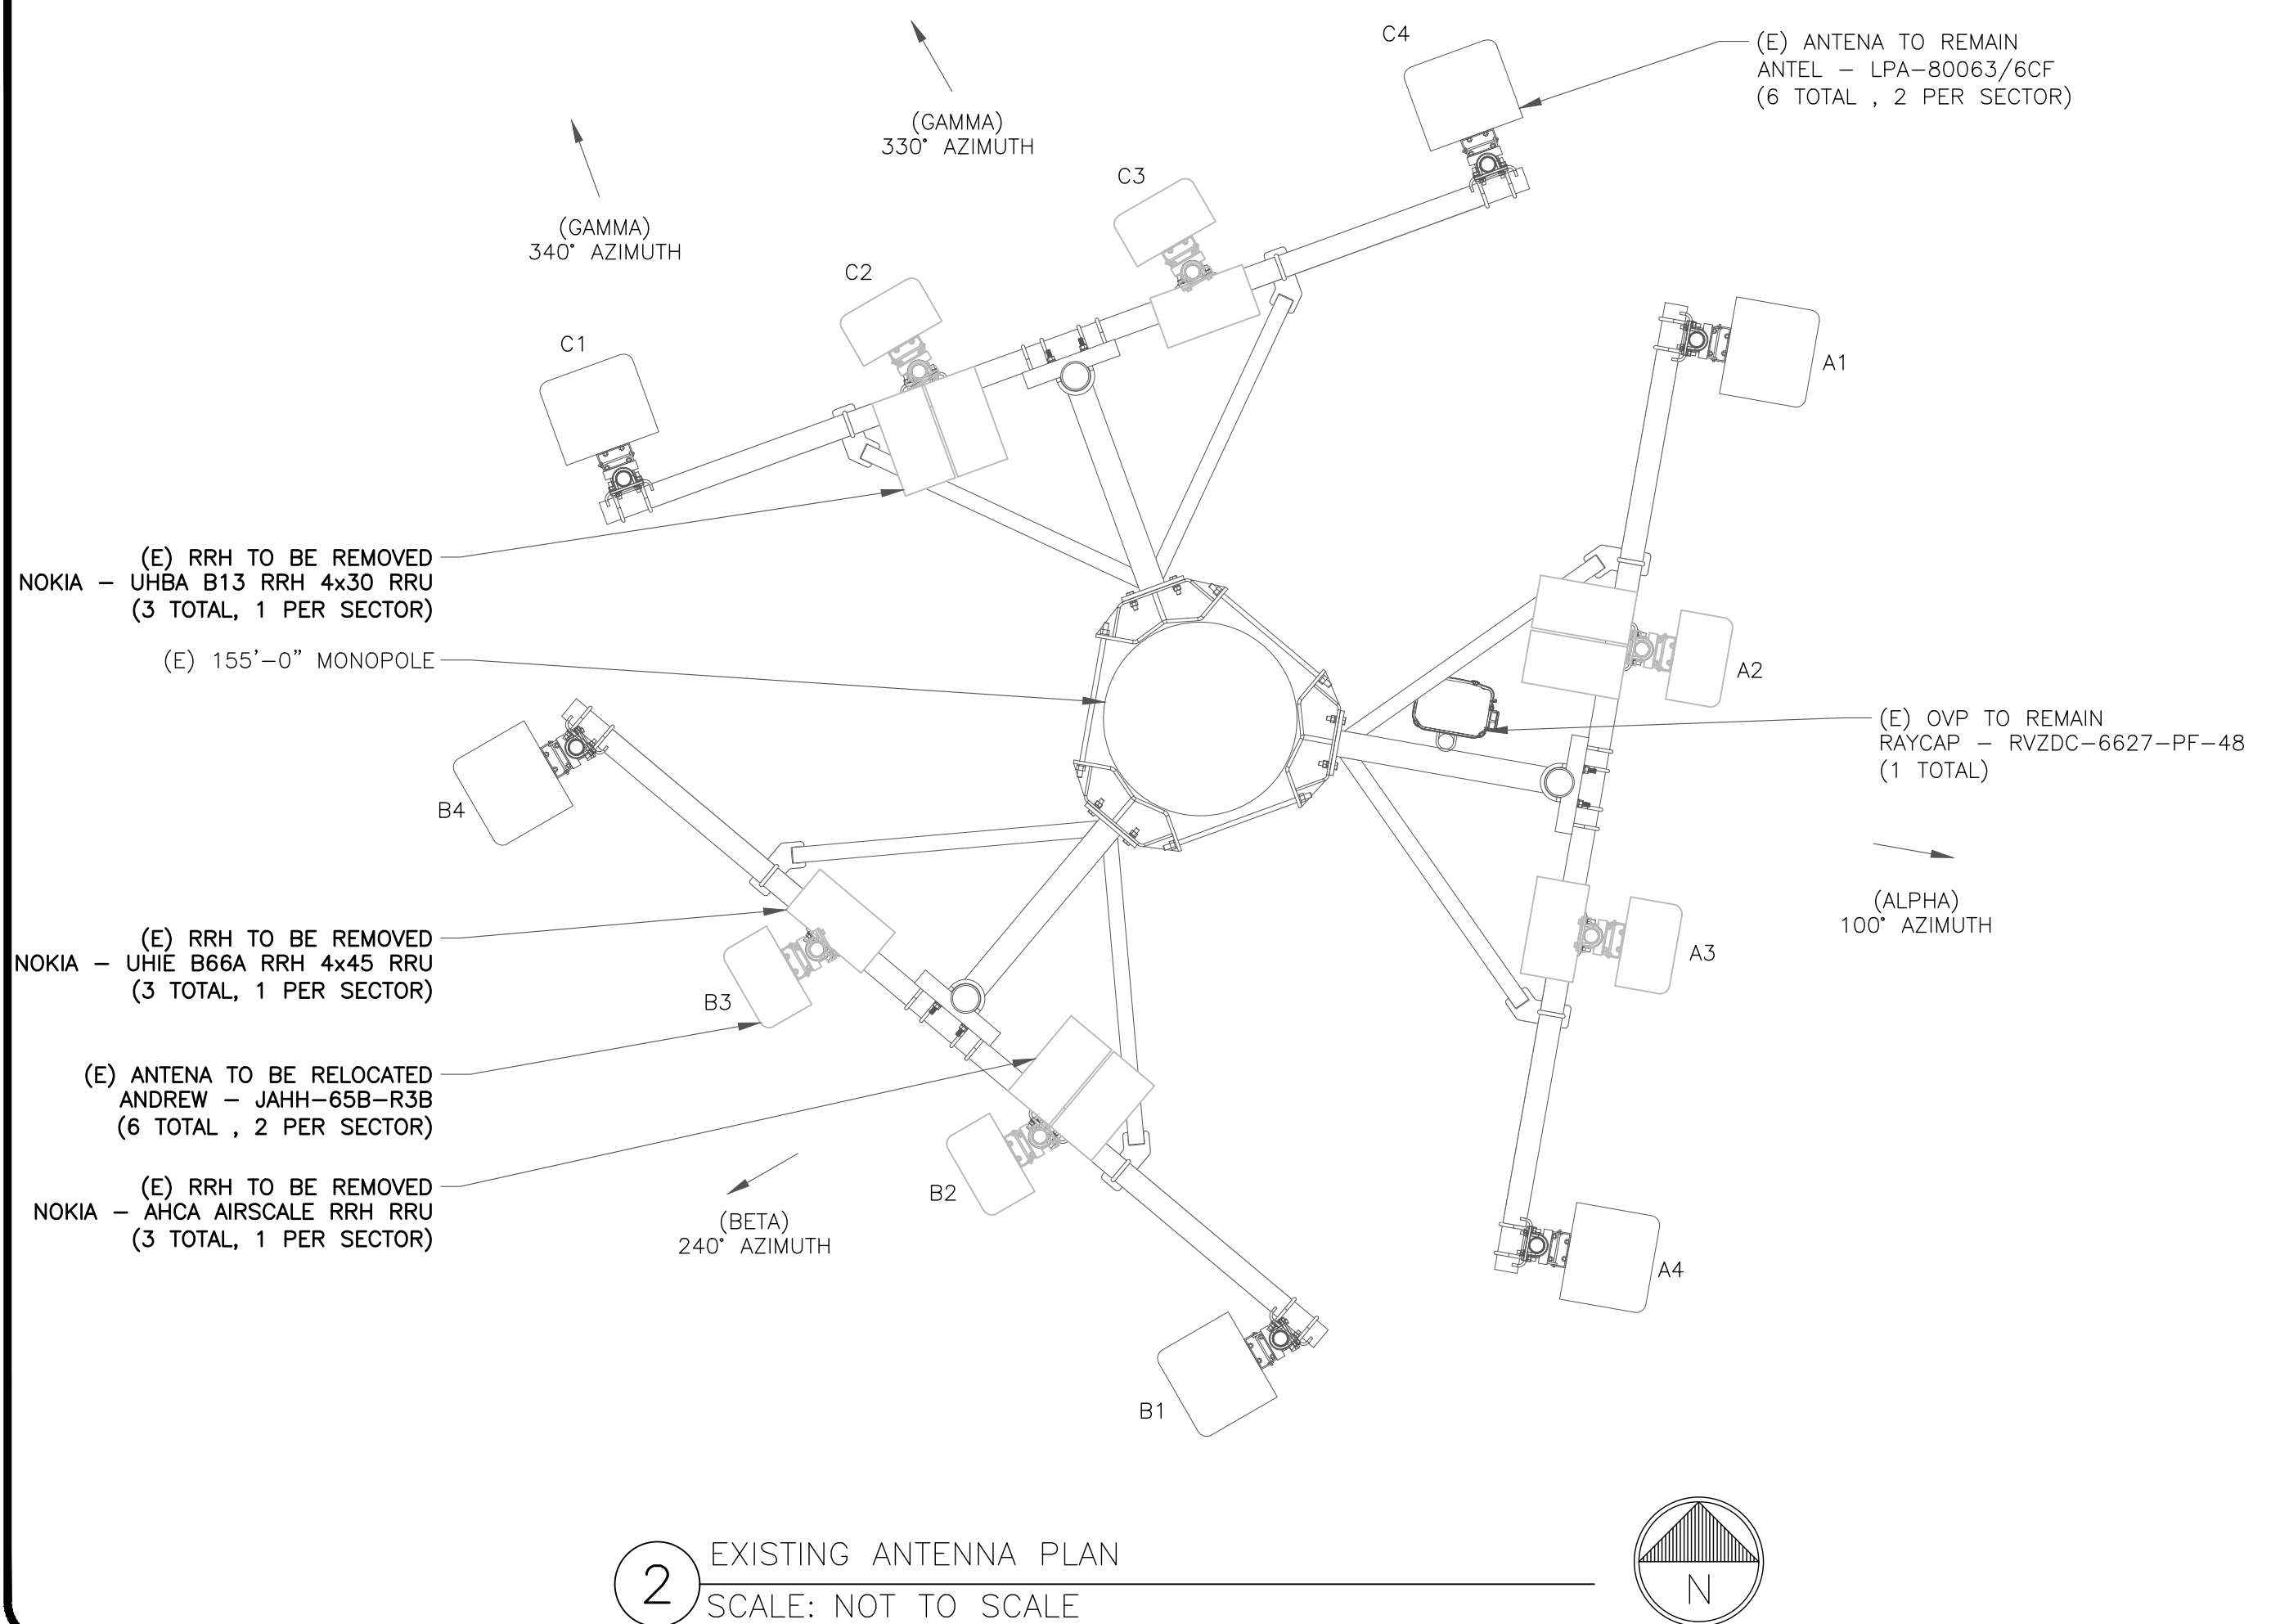 C4
(E) ANTENA TO REMAIN
ANTEL – LPA–80063/6CF
(6 TOTAL , 2 PER SECTOR)
(GAMMA)
330° AZIMUTH
C3
(GAMMA)
340° AZIMUTH
C2
C1
A1
(E) RRH TO BE REMOVED
NOKIA – UHBA B13 RRH 4x30 RRU
(3 TOTAL, 1 PER SECTOR)
(E) 155'–0" MONOPOLE
A2
(E) OVP TO REMAIN
RAYCAP – RVZDC–6627–PF–48
(1 TOTAL)
B4
(ALPHA)
100° AZIMUTH
(E) RRH TO BE REMOVED
NOKIA – UHIE B66A RRH 4x45 RRU
(3 TOTAL, 1 PER SECTOR)
A3
B3
(E) ANTENA TO BE RELOCATED
ANDREW – JAHH–65B–R3B
(6 TOTAL , 2 PER SECTOR)
(E) RRH TO BE REMOVED
NOKIA – AHCA AIRSCALE RRH RRU
(3 TOTAL, 1 PER SECTOR)
B2
(BETA)
240° AZIMUTH
A4
B1
2
EXISTING ANTENNA PLAN
SCALE: NOT TO SCALE
N